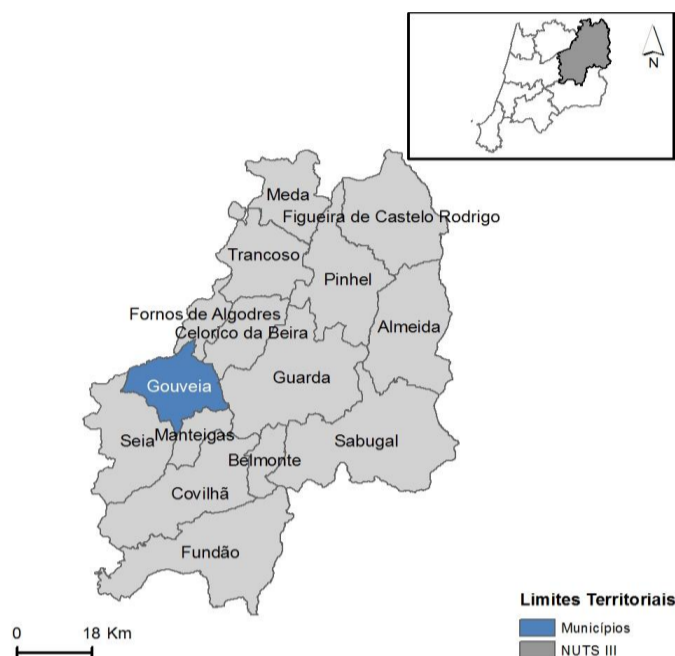 N
Meda
Figueira de Castelo Rodrigo
Trancoso
Pinhel
Fornos de Algodres
Celorico da Beira
Almeida
Gouveia
Guarda
Seia
Manteigas
Sabugal
Belmonte
Covilhã
Fundão
Limites Territoriais
0 18 Km
Municípios
NUTS III